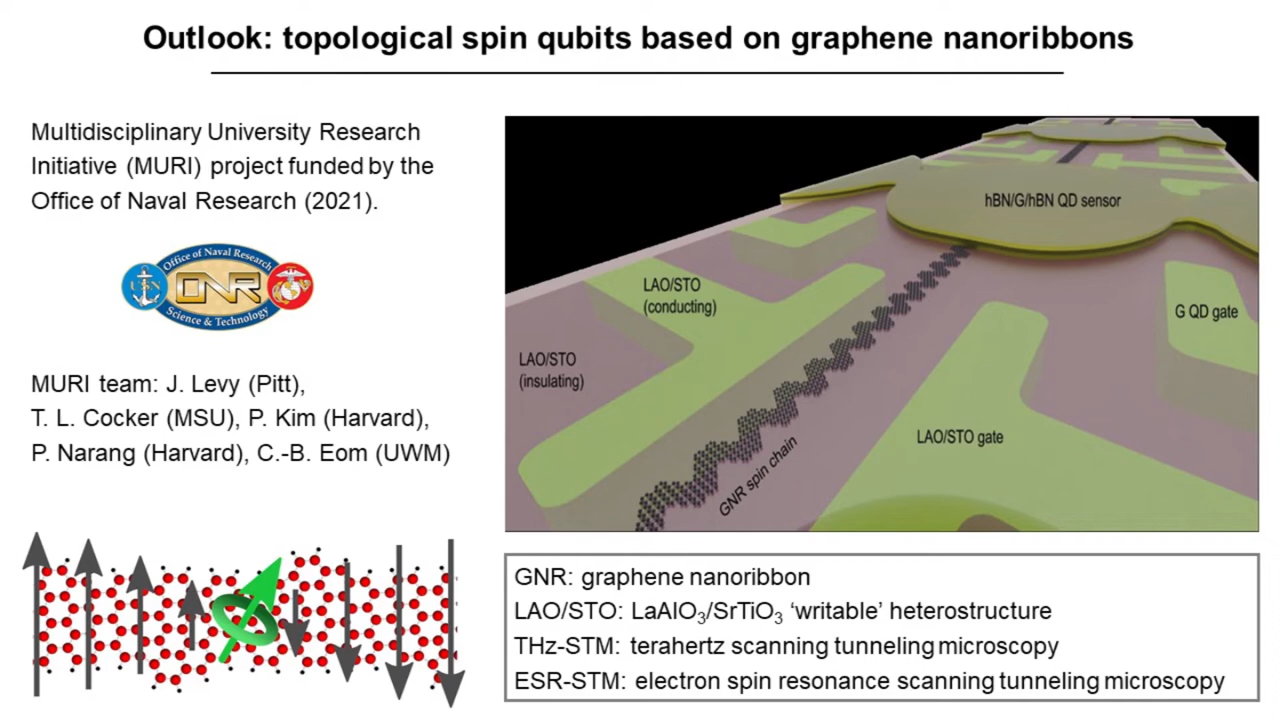 Outlook: topological spin qubits based on graphene nanoribbons
Multidisciplinary University Research
Initiative (MURI) project funded by the
Office of Naval Research (2021).
Office of Naval Research
USN
ONR
Science & Technology
MURI team: J. Levy (Pitt),
T. L. Cocker (MSU), P. Kim (Harvard),
P. Narang (Harvard), C.-B. Eom (UWM)
hBN/G/hBN QD sensor
LAO/STO
(conducting)
G QD gate
LAO/STO
(insulating)
LAO/STO gate
GNR spin chain
GNR: graphene nanoribbon
LAO/STO: LaAlO₃/SrTiO₃ ‘writable’ heterostructure
THz-STM: terahertz scanning tunneling microscopy
ESR-STM: electron spin resonance scanning tunneling microscopy